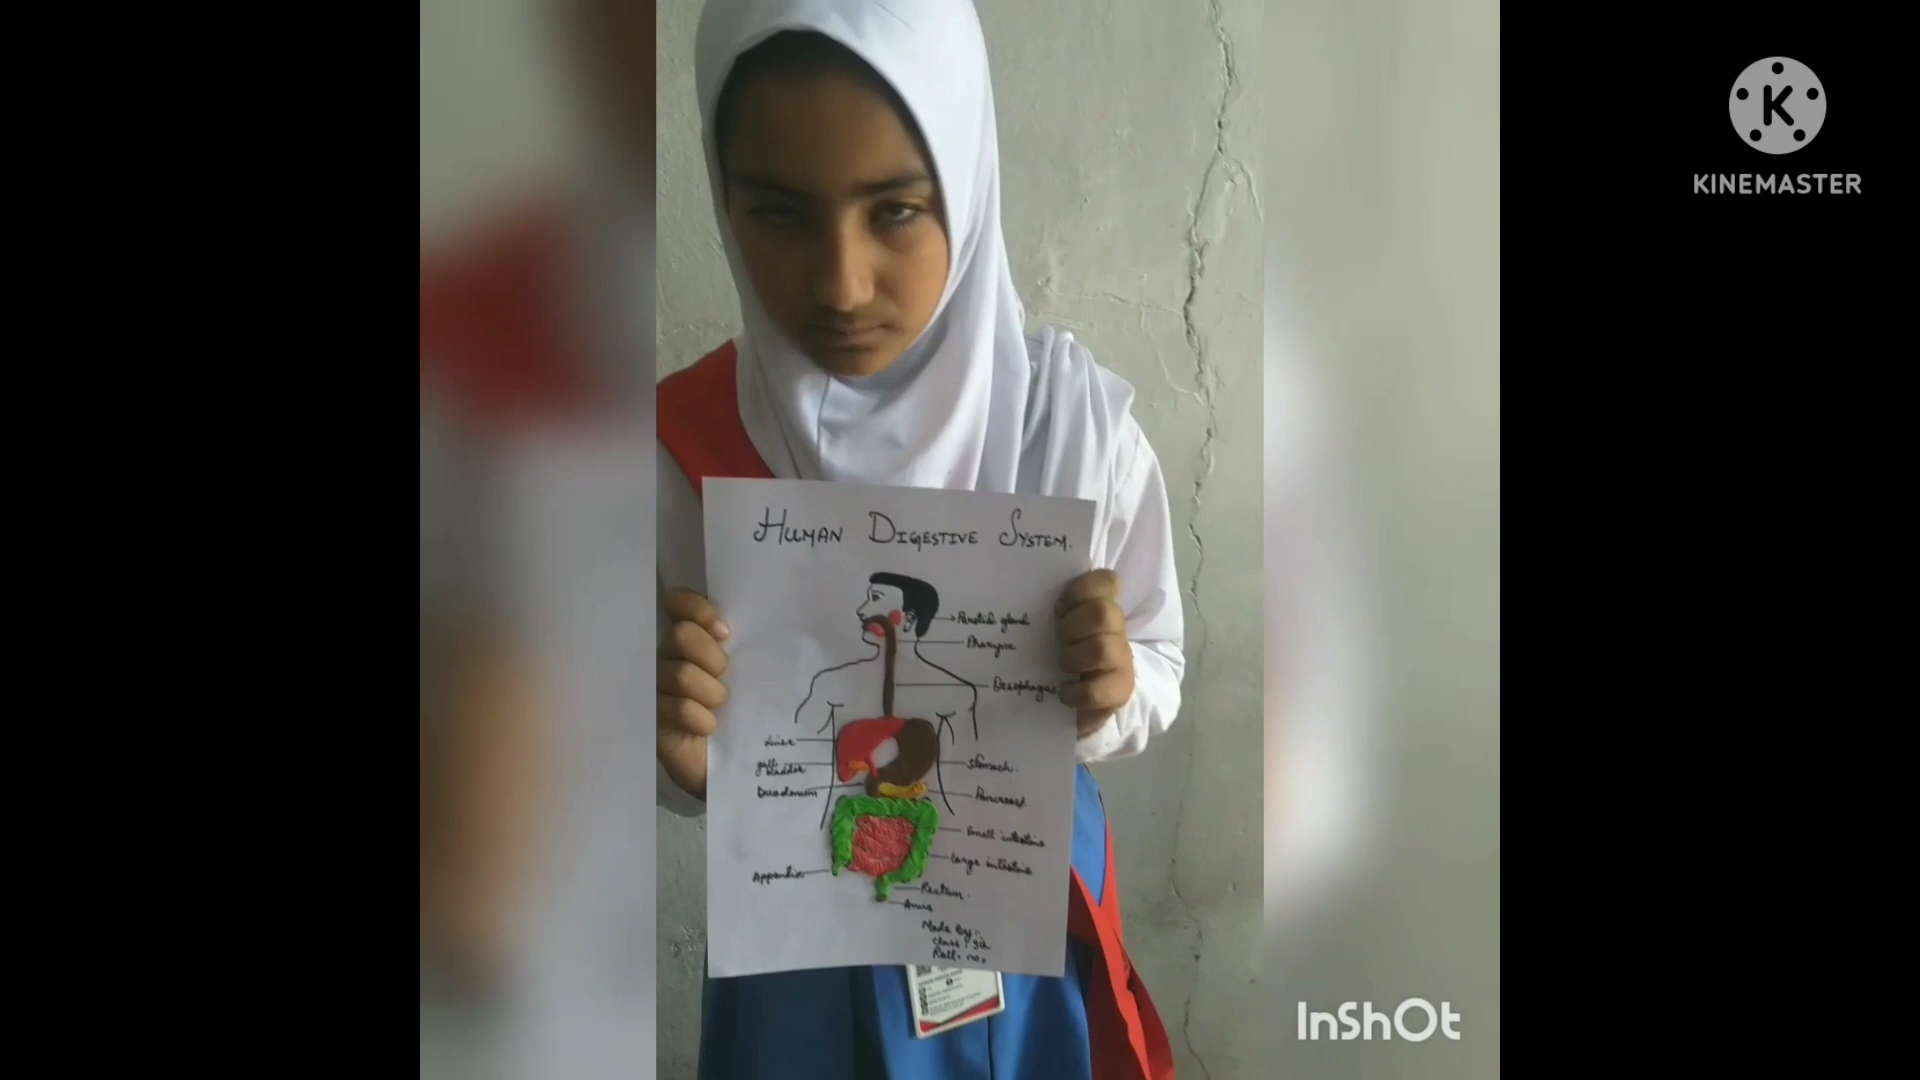 KINEMASTER
HUMAN DIGESTIVE SYSTEM.
Parotid gland
Pharynx
Oesophagus
Liver
gall
bladder
Stomach.
Duodenum
Pancreas
Small intestine
Large intestine
Appendix
Rectum.
Anus
Made By:-
Class : 9th
Roll. no.
InShOt